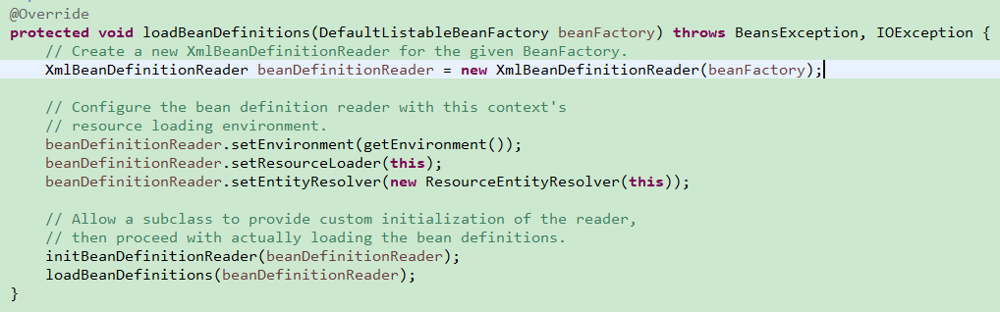 @Override
protected void loadBeanDefinitions(DefaultListableBeanFactory beanFactory) throws BeansException, IOException {
    // Create a new XmlBeanDefinitionReader for the given BeanFactory.
    XmlBeanDefinitionReader beanDefinitionReader = new XmlBeanDefinitionReader(beanFactory);

    // Configure the bean definition reader with this context's
    // resource loading environment.
    beanDefinitionReader.setEnvironment(getEnvironment());
    beanDefinitionReader.setResourceLoader(this);
    beanDefinitionReader.setEntityResolver(new ResourceEntityResolver(this));

    // Allow a subclass to provide custom initialization of the reader,
    // then proceed with actually loading the bean definitions.
    initBeanDefinitionReader(beanDefinitionReader);
    loadBeanDefinitions(beanDefinitionReader);
}